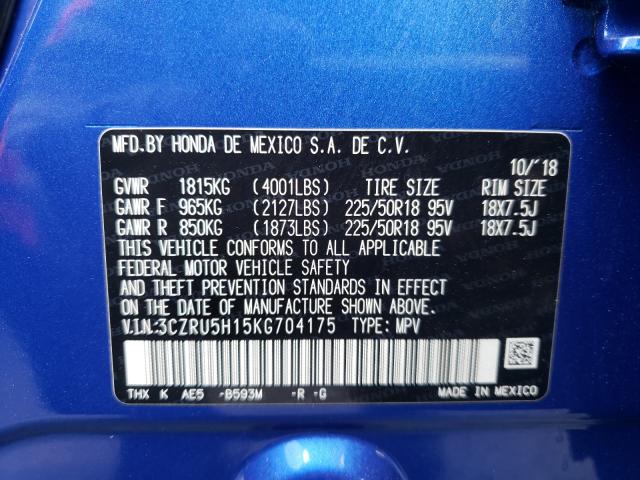 MFD.BY HONDA DE MEXICO S.A. DE C.V.
10/'18
GVWR 1815KG (4001LBS) TIRE SIZE RIM SIZE
GAWR F 965KG (2127LBS) 225/50R18 95V 18X7.5J
GAWR R 850KG (1873LBS) 225/50R18 95V 18X7.5J
THIS VEHICLE CONFORMS TO ALL APPLICABLE
FEDERAL MOTOR VEHICLE SAFETY
AND THEFT PREVENTION STANDARDS IN EFFECT
ON THE DATE OF MANUFACTURE SHOWN ABOVE.
V.I.N.:3CZRU5H15KG704175 TYPE: MPV
THX K AE5 -B593M -R -G MADE IN MEXICO